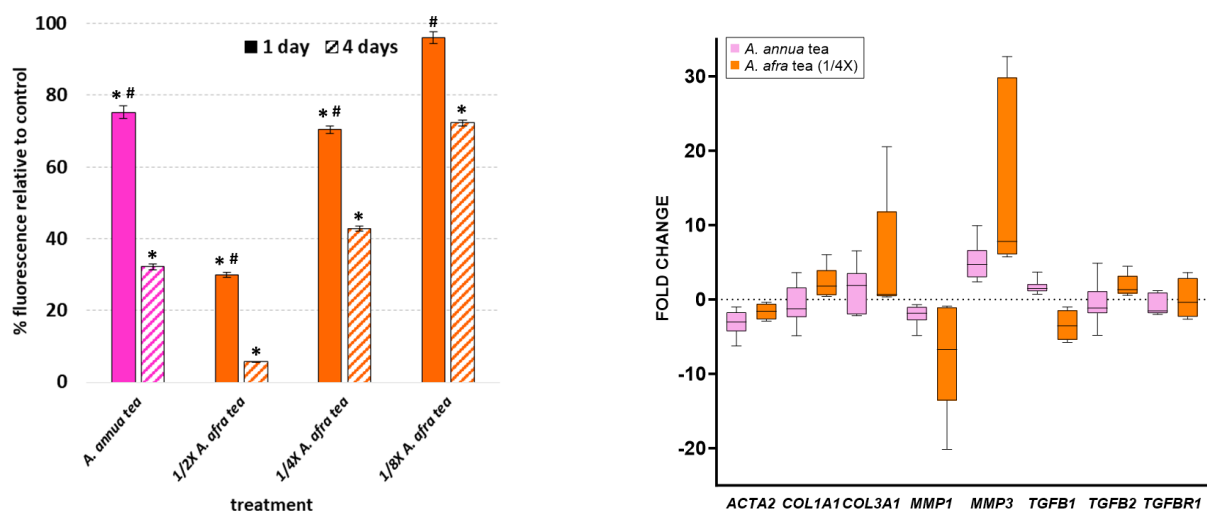 % fluorescence relative to control
100
80
60
40
20
0
1 day
4 days
* #
*
* #
*
* #
*
#
*
A. annua tea
1/2X A. afra tea
1/4X A. afra tea
1/8X A. afra tea
treatment
FOLD CHANGE
30
20
10
0
-10
-20
A. annua tea
A. afra tea (1/4X)
ACTA2 COL1A1 COL3A1 MMP1 MMP3 TGFB1 TGFB2 TGFBR1